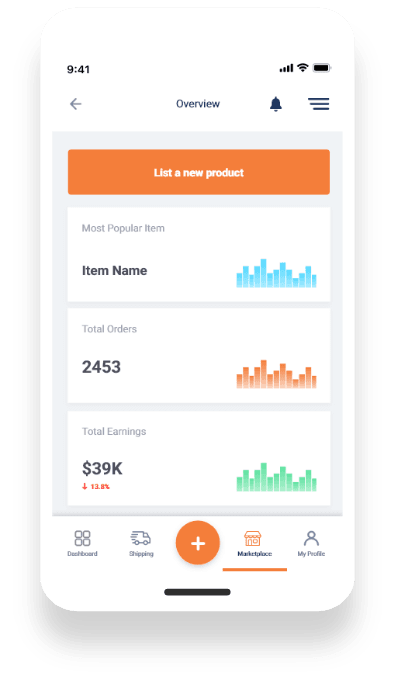 9:41
Overview
List a new product
Most Popular Item
Item Name
Total Orders
2453
Total Earnings
$39K
↓ 13.8%
Dashboard
Shipping
Marketplace
My Profile